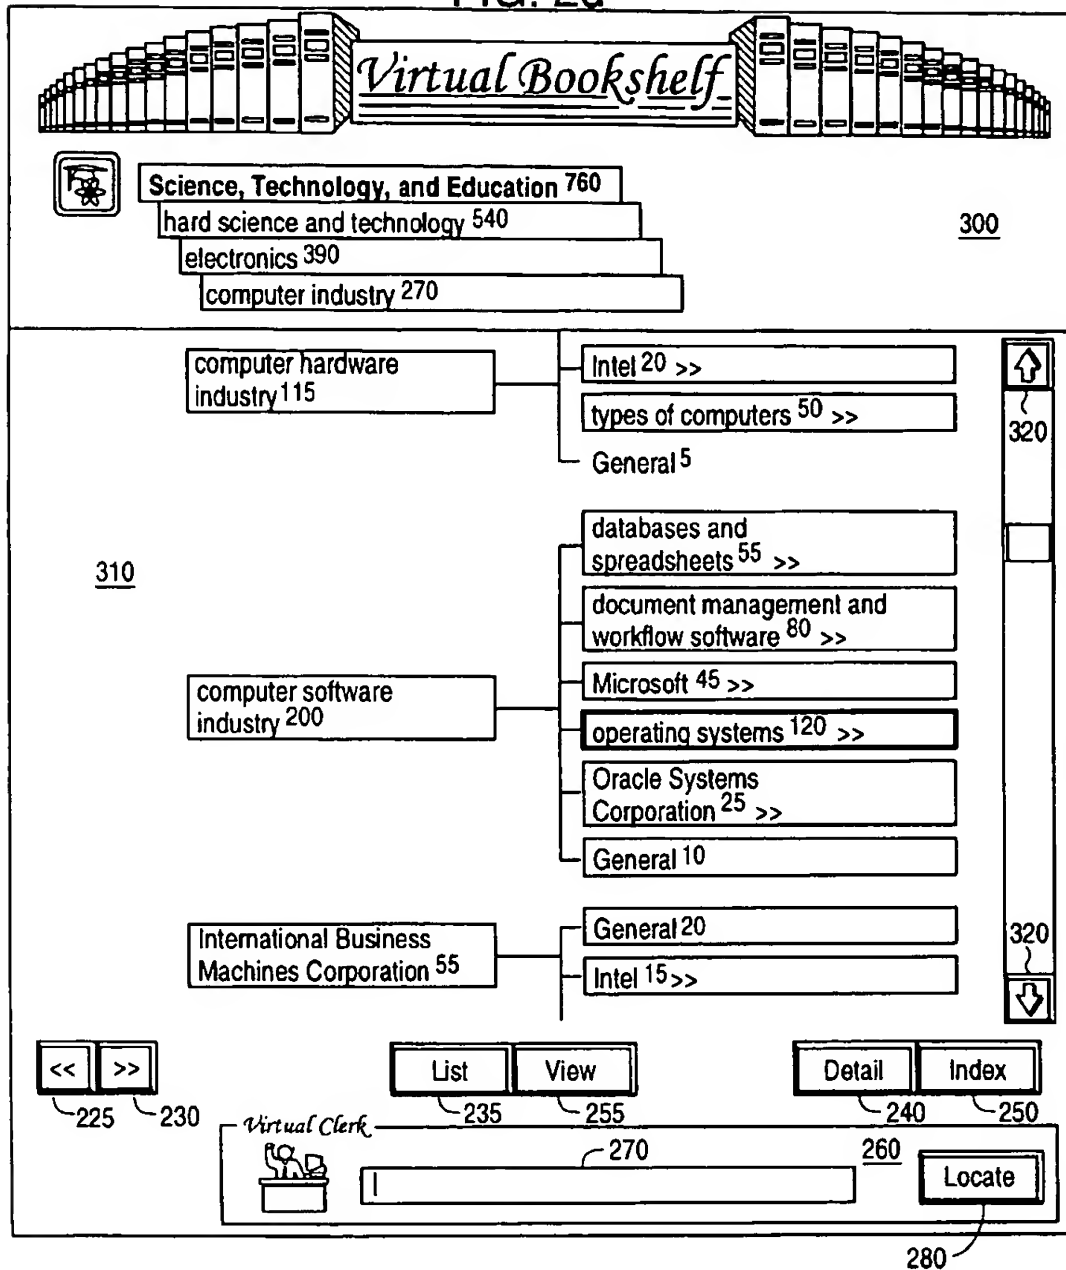 FIG. 2d
Virtual Bookshelf
Science, Technology, and Education 760
hard science and technology 540
300
electronics 390
computer industry 270
computer hardware
industry 115
Intel 20 >>
types of computers 50 >>
General 5
320
310
databases and
spreadsheets 55 >>
document management and
workflow software 80 >>
Microsoft 45 >>
computer software
industry 200
operating systems 120 >>
Oracle Systems
Corporation 25 >>
General 10
International Business
Machines Corporation 55
General 20
Intel 15 >>
320
<< >> List View Detail Index
225 230 235 255 240 250
Virtual Clerk
270 260
Locate
280